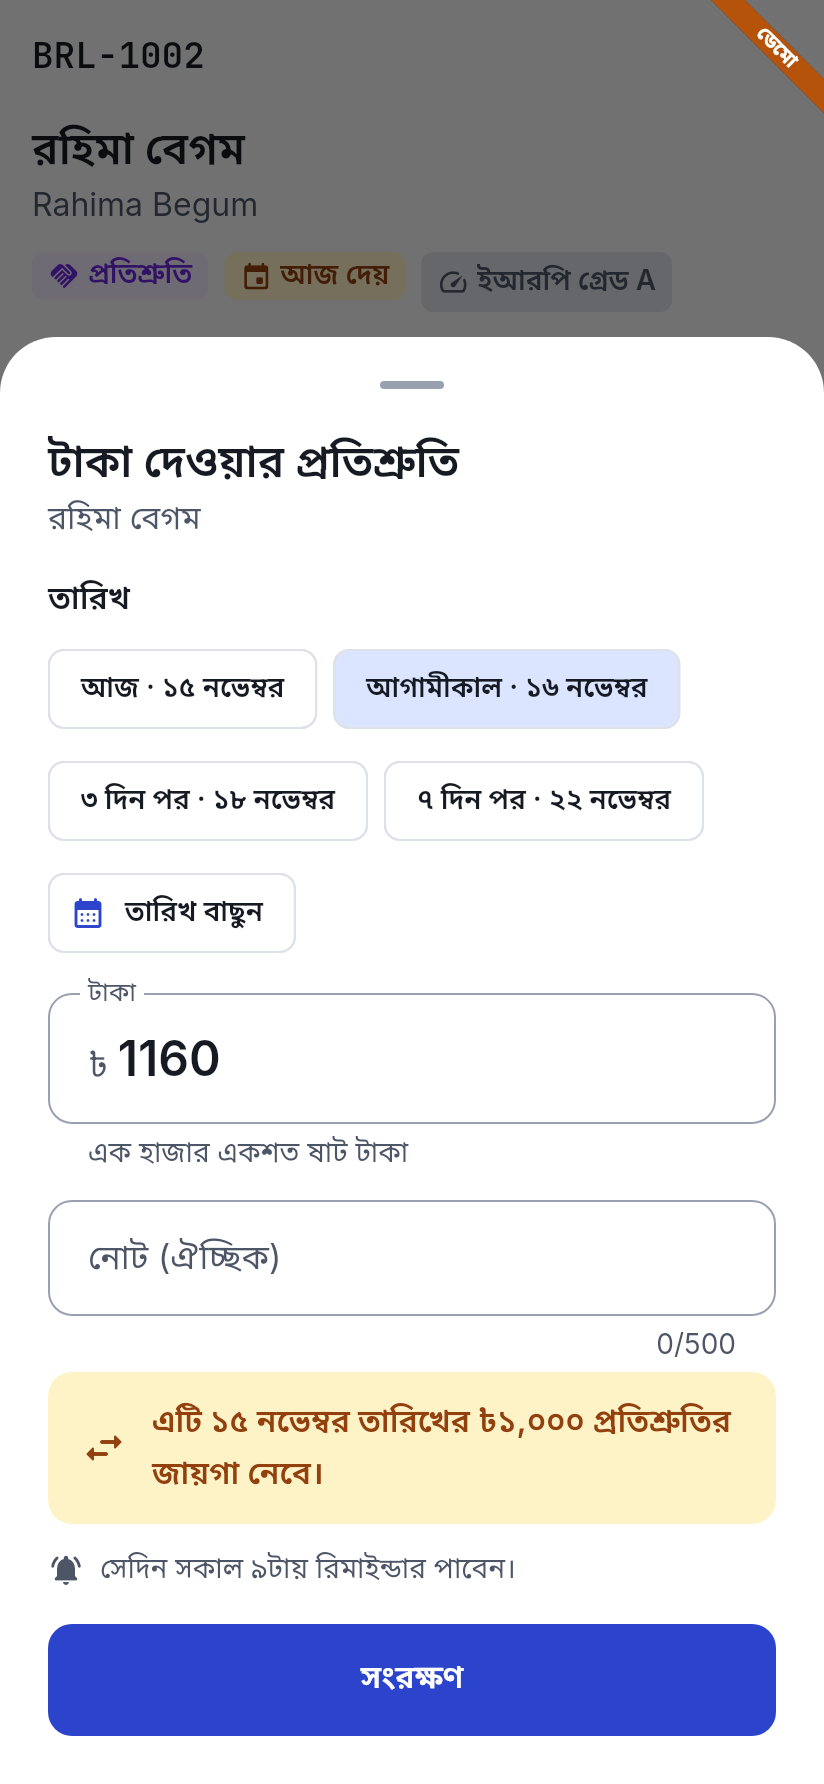 BRL-1002
ডেমো
রহিমা বেগম
Rahima Begum
প্রতিশ্রুতি
আজ দেয়
ইআরপি গ্রেড A
টাকা দেওয়ার প্রতিশ্রুতি
রহিমা বেগম
তারিখ
আজ · ১৫ নভেম্বর
আগামীকাল · ১৬ নভেম্বর
৩ দিন পর · ১৮ নভেম্বর
৭ দিন পর · ২২ নভেম্বর
তারিখ বাছুন
টাকা
৳ 1160
এক হাজার একশত ষাট টাকা
নোট (ঐচ্ছিক)
0/500
এটি ১৫ নভেম্বর তারিখের ৳১,০০০ প্রতিশ্রুতির
জায়গা নেবে।
সেদিন সকাল ৯টায় রিমাইন্ডার পাবেন।
সংরক্ষণ